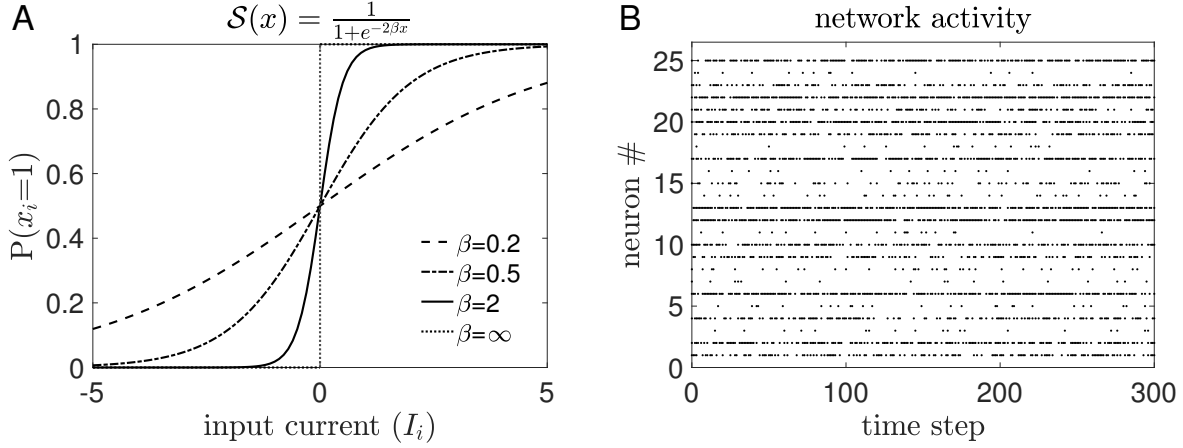 A
𝒮(x) = 1/(1+e^{-2βx})
1
0.8
0.6
0.4
0.2
0
P(x_i=1)
-5
0
5
input current (I_i)
β=0.2
β=0.5
β=2
β=∞
B
network activity
25
20
15
10
5
0
neuron #
0
100
200
300
time step